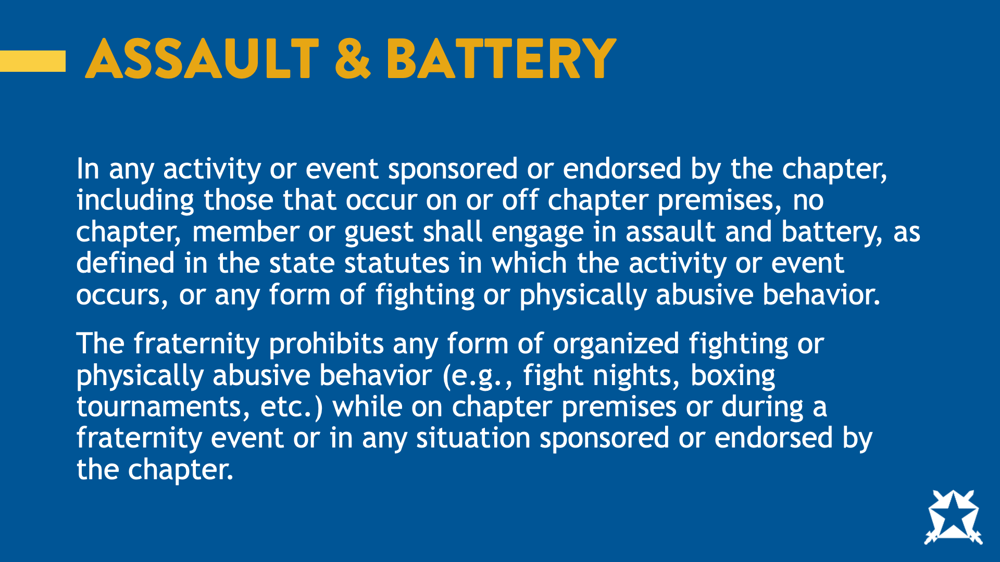 ASSAULT & BATTERY
In any activity or event sponsored or endorsed by the chapter,
including those that occur on or off chapter premises, no
chapter, member or guest shall engage in assault and battery, as
defined in the state statutes in which the activity or event
occurs, or any form of fighting or physically abusive behavior.
The fraternity prohibits any form of organized fighting or
physically abusive behavior (e.g., fight nights, boxing
tournaments, etc.) while on chapter premises or during a
fraternity event or in any situation sponsored or endorsed by
the chapter.